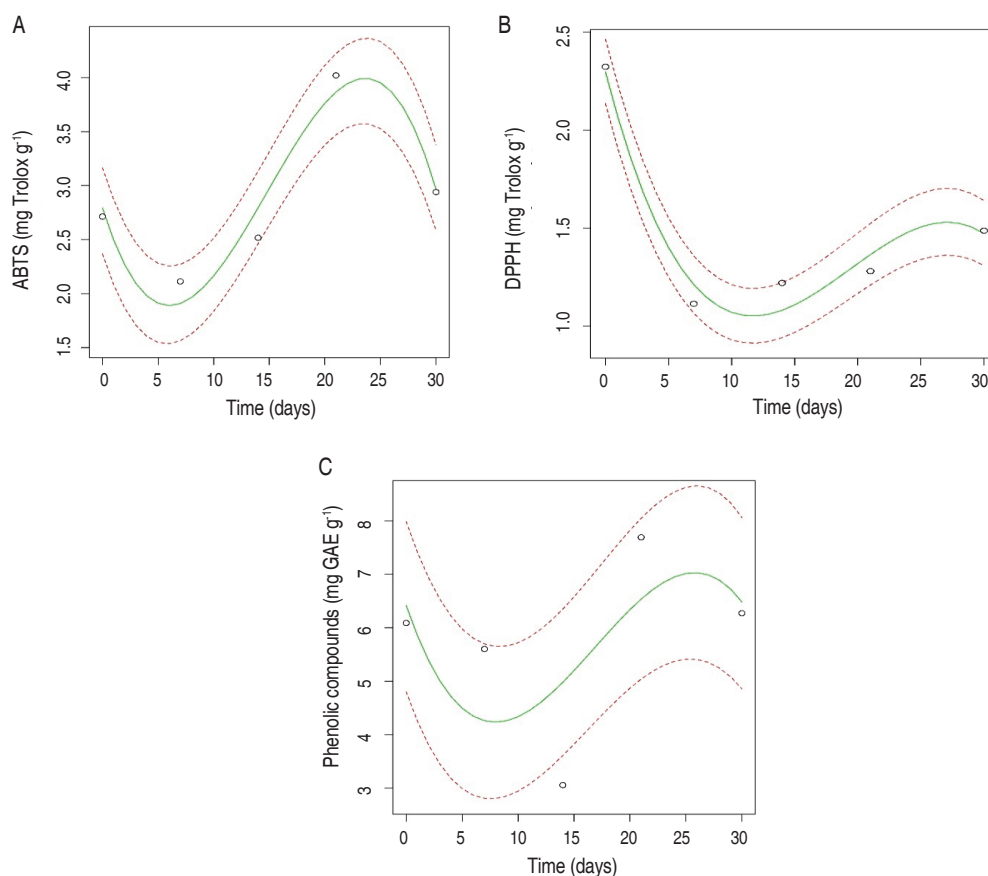 A
ABTS (mg Trolox g⁻¹)
4.0
3.5
3.0
2.5
2.0
1.5
0 5 10 15 20 25 30
Time (days)
B
DPPH (mg Trolox g⁻¹)
2.5
2.0
1.5
1.0
0 5 10 15 20 25 30
Time (days)
C
Phenolic compounds (mg GAE g⁻¹)
8
7
6
5
4
3
0 5 10 15 20 25 30
Time (days)